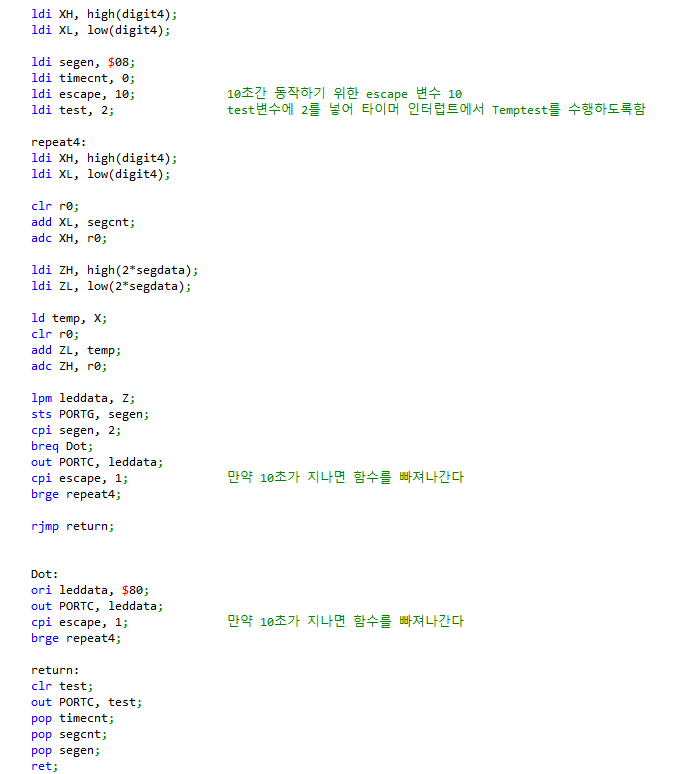 ldi XH, high(digit4);
ldi XL, low(digit4);
ldi segen, $08;
ldi timecnt, 0;
ldi escape, 10; 10초간 동작하기 위한 escape 변수 10
ldi test, 2; test변수에 2를 넣어 타이머 인터럽트에서 Temptest를 수행하도록함
repeat4:
ldi XH, high(digit4);
ldi XL, low(digit4);
clr r0;
add XL, segcnt;
adc XH, r0;
ldi ZH, high(2*segdata);
ldi ZL, low(2*segdata);
ld temp, X;
clr r0;
add ZL, temp;
adc ZH, r0;
lpm leddata, Z;
sts PORTG, segen;
cpi segen, 2;
breq Dot;
out PORTC, leddata;
cpi escape, 1; 만약 10초가 지나면 함수를 빠져나간다
brge repeat4;
rjmp return;
Dot:
ori leddata, $80;
out PORTC, leddata;
cpi escape, 1; 만약 10초가 지나면 함수를 빠져나간다
brge repeat4;
return:
clr test;
out PORTC, test;
pop timecnt;
pop segcnt;
pop segen;
ret;